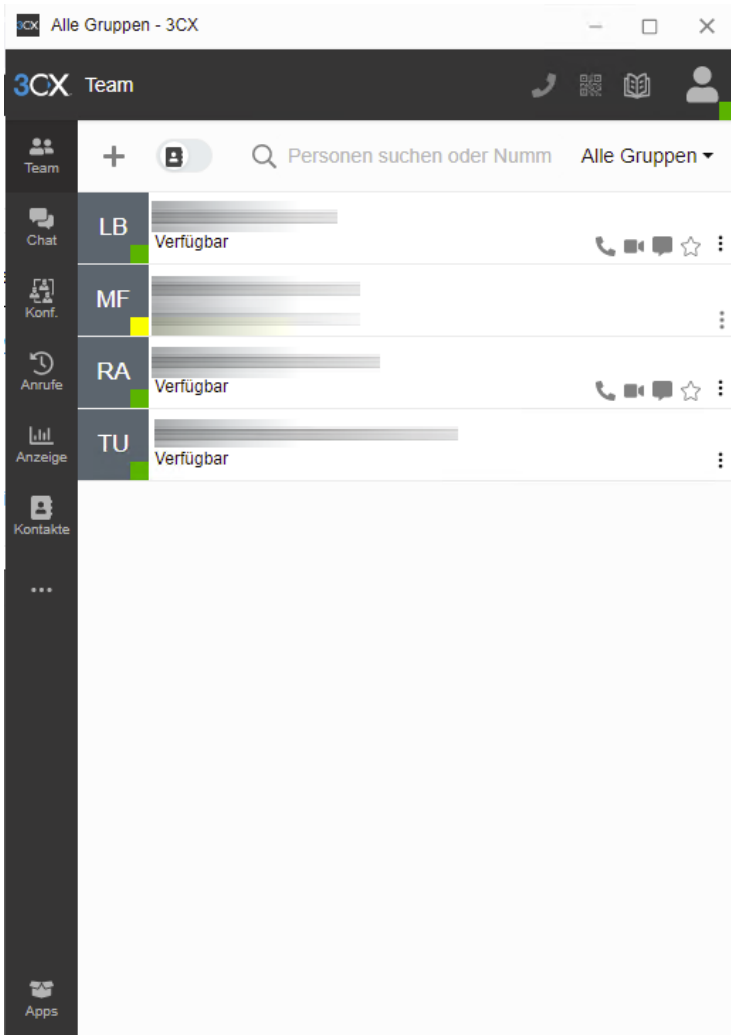 3CX Alle Gruppen - 3CX
3CX Team
Team
Chat
Konf.
Anrufe
Anzeige
Kontakte
Apps
Personen suchen oder Numm Alle Gruppen
LB
Verfügbar
MF
RA
Verfügbar
TU
Verfügbar